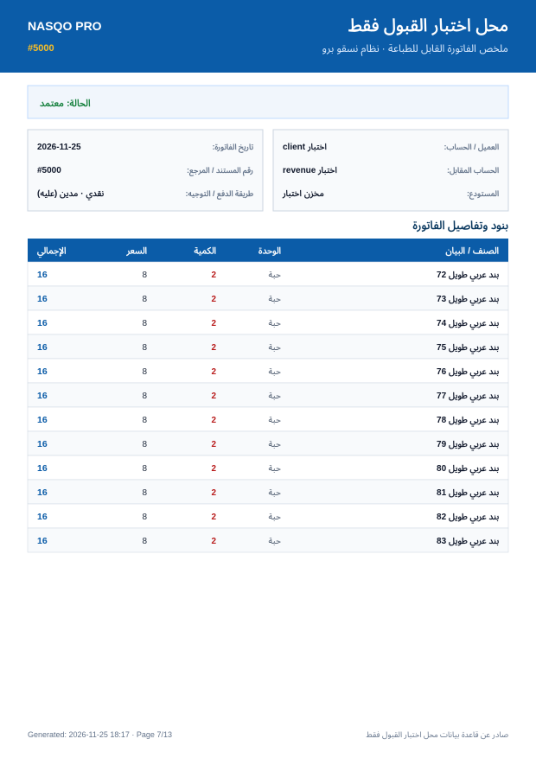 محل اختبار القبول فقط
NASQO PRO
ملخص الفاتورة القابل للطباعة · نظام نسقو برو
#5000
الحالة: معتمد
العميل / الحساب: اختبار client
تاريخ الفاتورة: 2026-11-25
الحساب المقابل: اختبار revenue
رقم المستند / المرجع: #5000
المستودع: مخزن اختبار
طريقة الدفع / التوجيه: نقدي · مدين (عليه)
بنود وتفاصيل الفاتورة
الصنف / البيان الوحدة الكمية السعر الإجمالي
بند عربي طويل 72 حبة 2 8 16
بند عربي طويل 73 حبة 2 8 16
بند عربي طويل 74 حبة 2 8 16
بند عربي طويل 75 حبة 2 8 16
بند عربي طويل 76 حبة 2 8 16
بند عربي طويل 77 حبة 2 8 16
بند عربي طويل 78 حبة 2 8 16
بند عربي طويل 79 حبة 2 8 16
بند عربي طويل 80 حبة 2 8 16
بند عربي طويل 81 حبة 2 8 16
بند عربي طويل 82 حبة 2 8 16
بند عربي طويل 83 حبة 2 8 16
صادر عن قاعدة بيانات محل اختبار القبول فقط
Generated: 2026-11-25 18:17 · Page 7/13